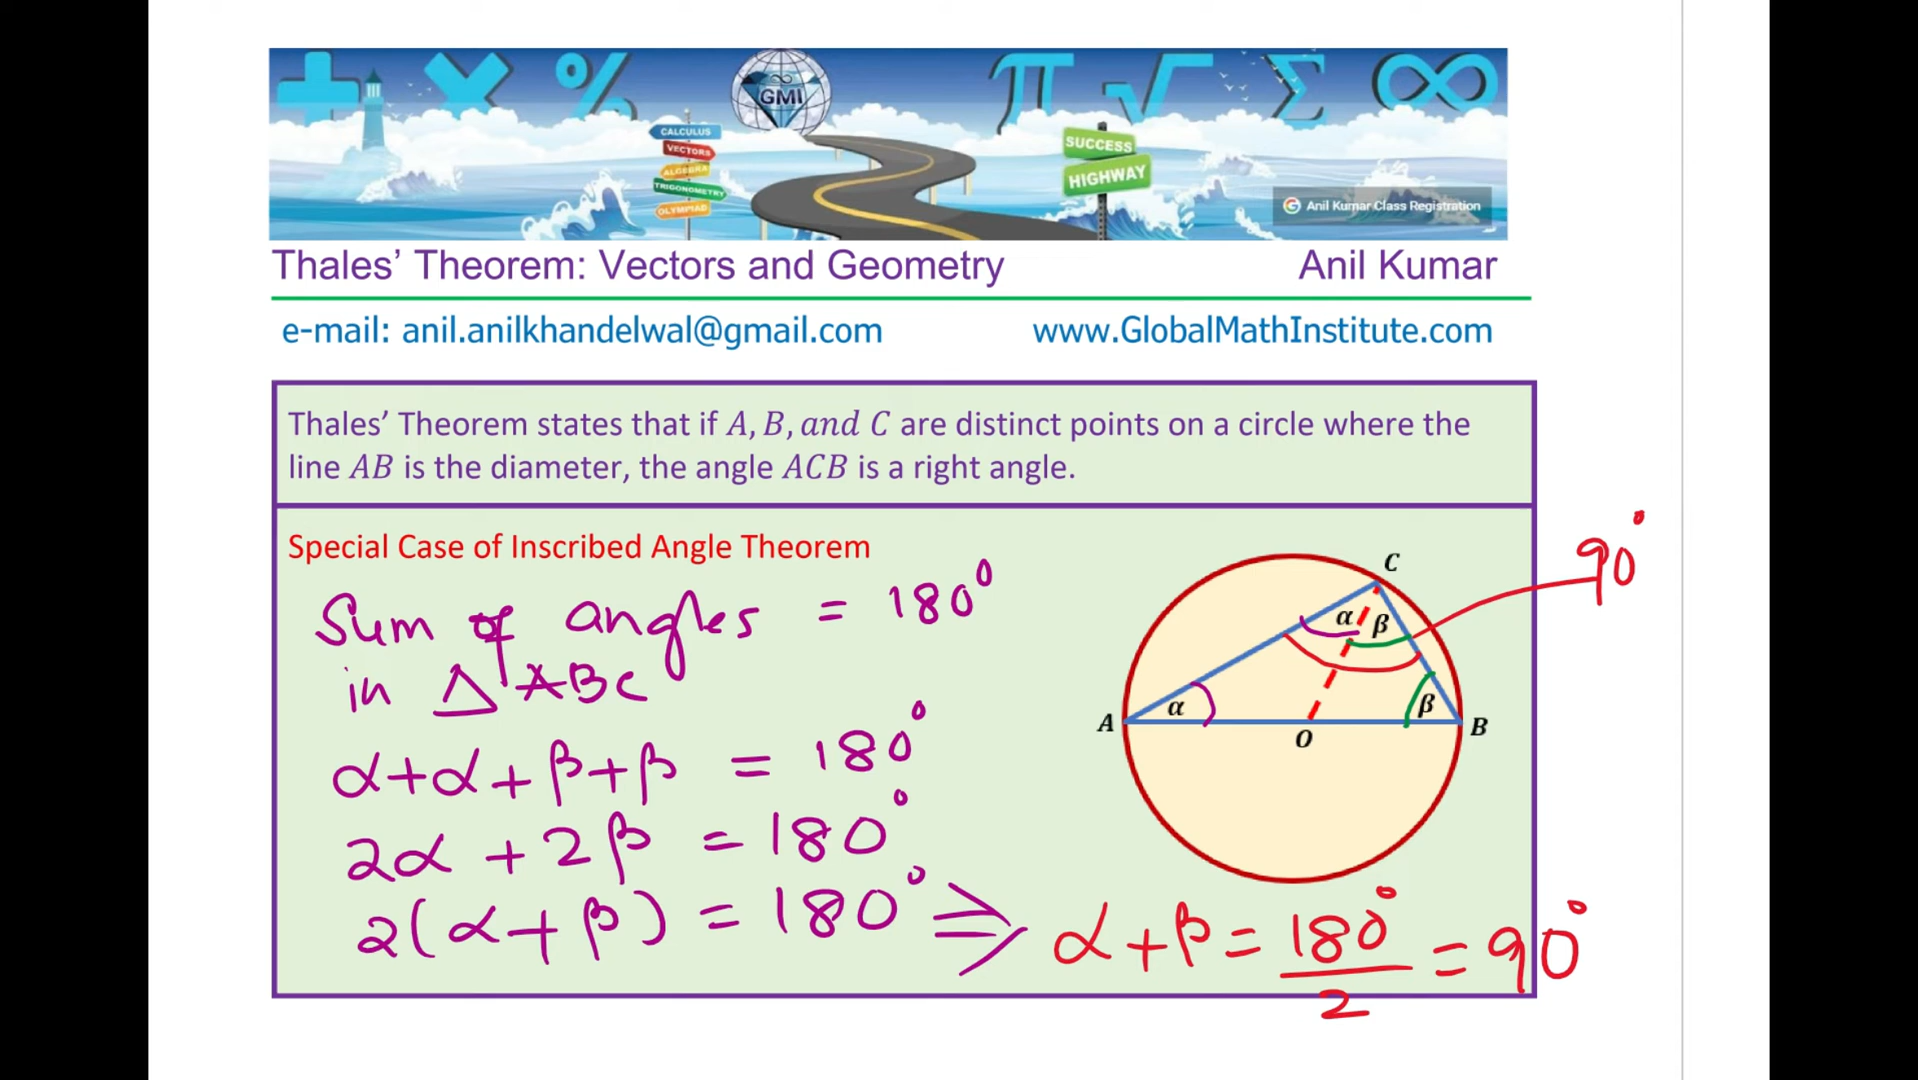 GMI
CALCULUS
VECTORS
ALGEBRA
TRIGONOMETRY
OLYMPIAD
SUCCESS
HIGHWAY
Anil Kumar Class Registration
Thales’ Theorem: Vectors and Geometry Anil Kumar
e-mail: anil.anilkhandelwal@gmail.com www.GlobalMathInstitute.com
Thales’ Theorem states that if A, B, and C are distinct points on a circle where the
line AB is the diameter, the angle ACB is a right angle.
Special Case of Inscribed Angle Theorem
Sum of angles = 180°
in △ ABC
α+α+β+β = 180°
2α + 2β = 180°
2(α+β) = 180° ⇒ α+β = 180°/2 = 90°
C
90°
α β
α β
A O B
% π √ Σ ∞